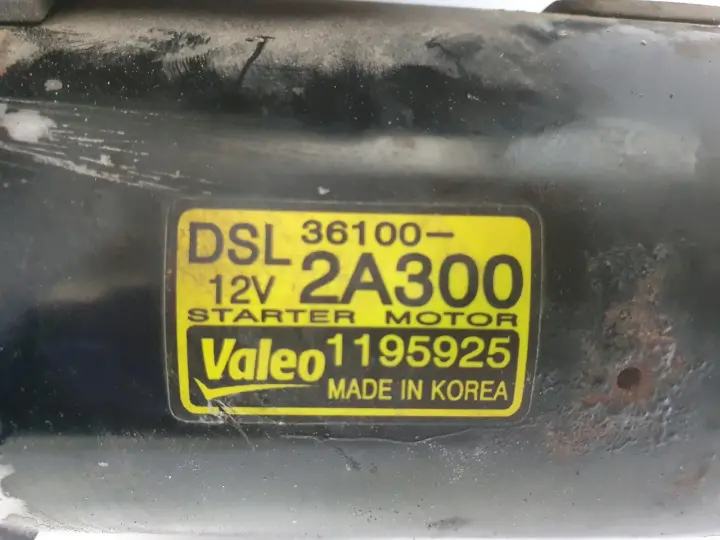 DSL 36100-
12V 2A300
STARTER MOTOR
Valeo 1195925
MADE IN KOREA